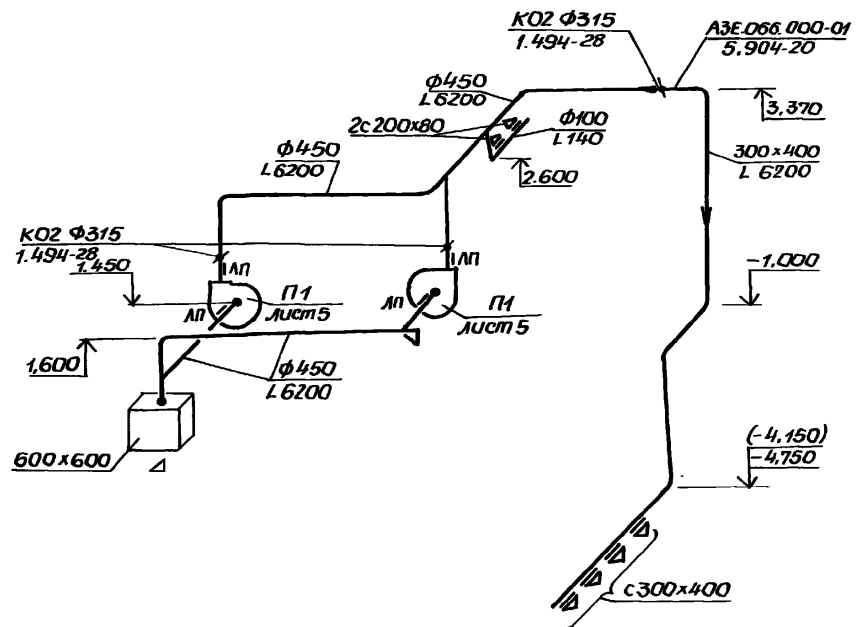 КО2 Ф315
1.494-28
А3Е.066.000-01
5.904-20
ф450
L6200
3,370
2с200х80
ф100
L140
ф450
L6200
2.600
300х400
L 6200
КО2 Ф315
1.494-28
1.450
1ЛП
1ЛП
-1,000
П1
лист5
ЛП
ЛП
П1
лист5
1,600
ф450
L6200
(-4.150)
-4,750
600х600
с300х400